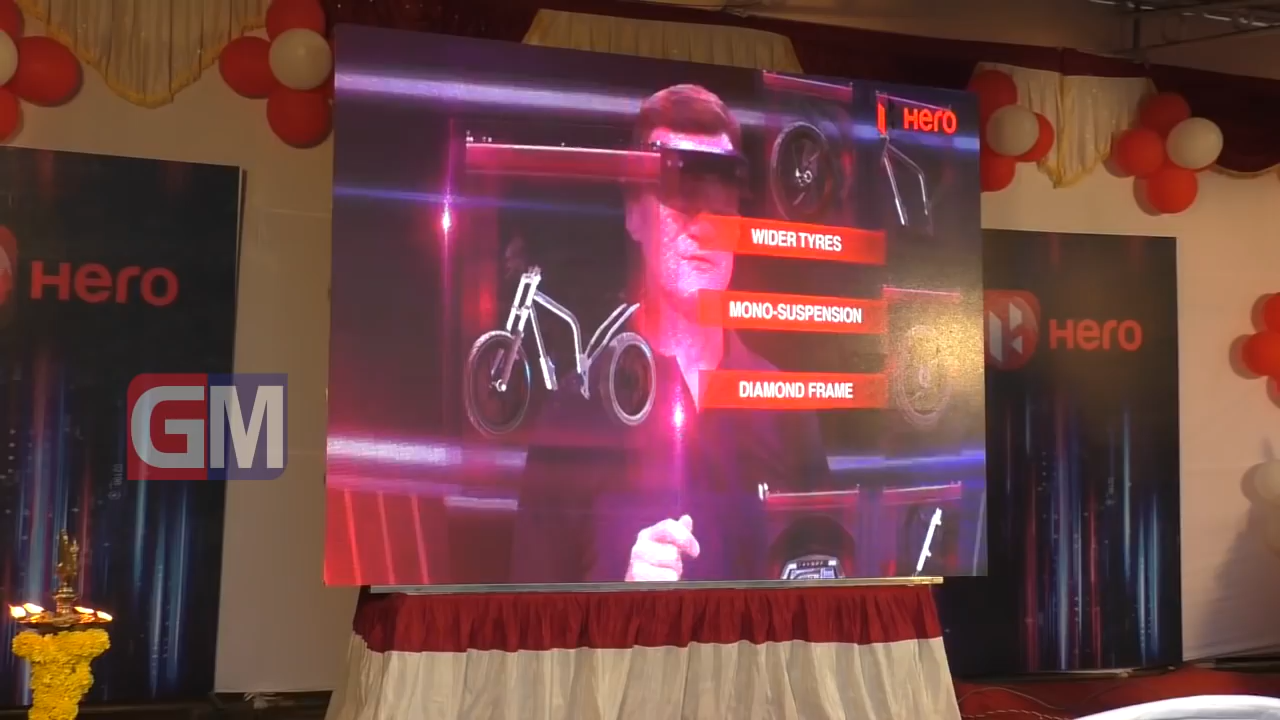 Hero
WIDER TYRES
MONO-SUSPENSION
DIAMOND FRAME
Hero
Hero
GM